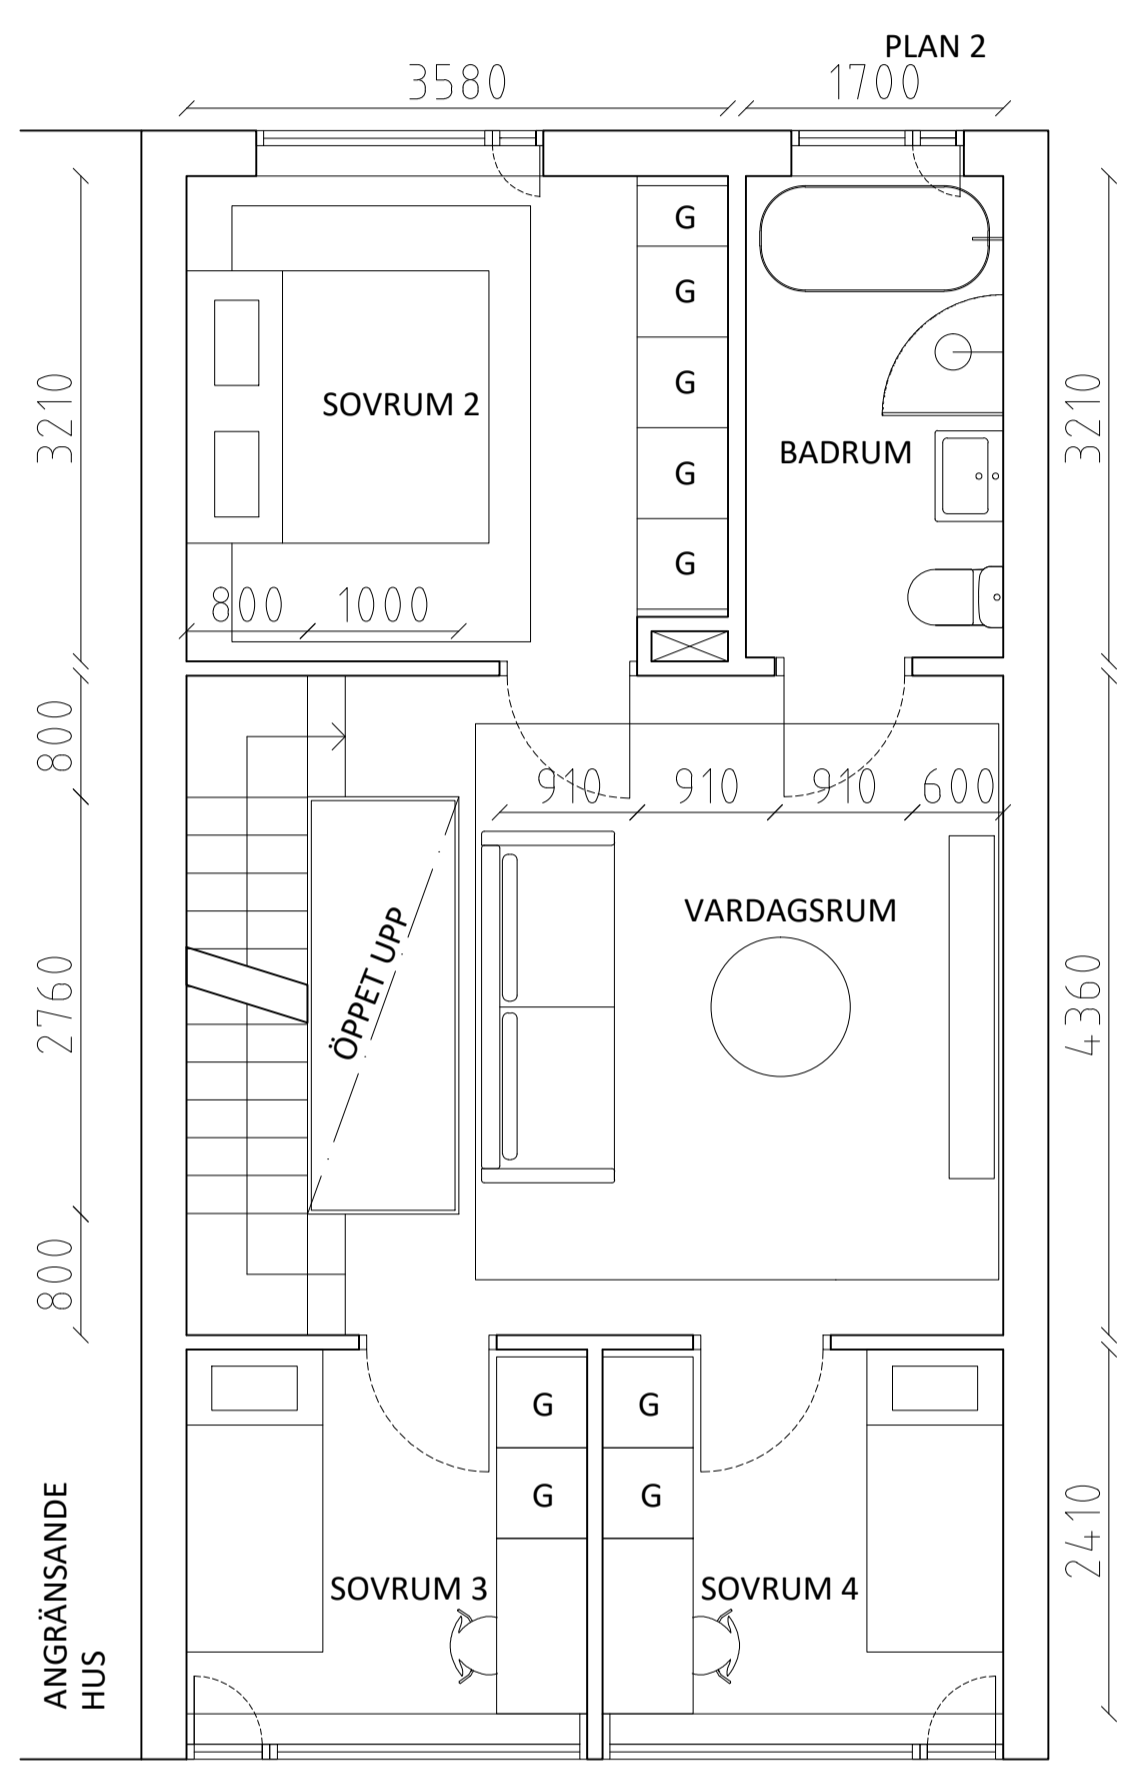 PLAN 2
3580
1700
G
G
G
G
G
SOVRUM 2
BADRUM
3210
3210
800
1000
800
910
910
910
600
VARDAGSRUM
ÖPPET UPP
2760
4360
800
G
G
G
G
SOVRUM 3
SOVRUM 4
2410
ANGRÄNSANDE
HUS